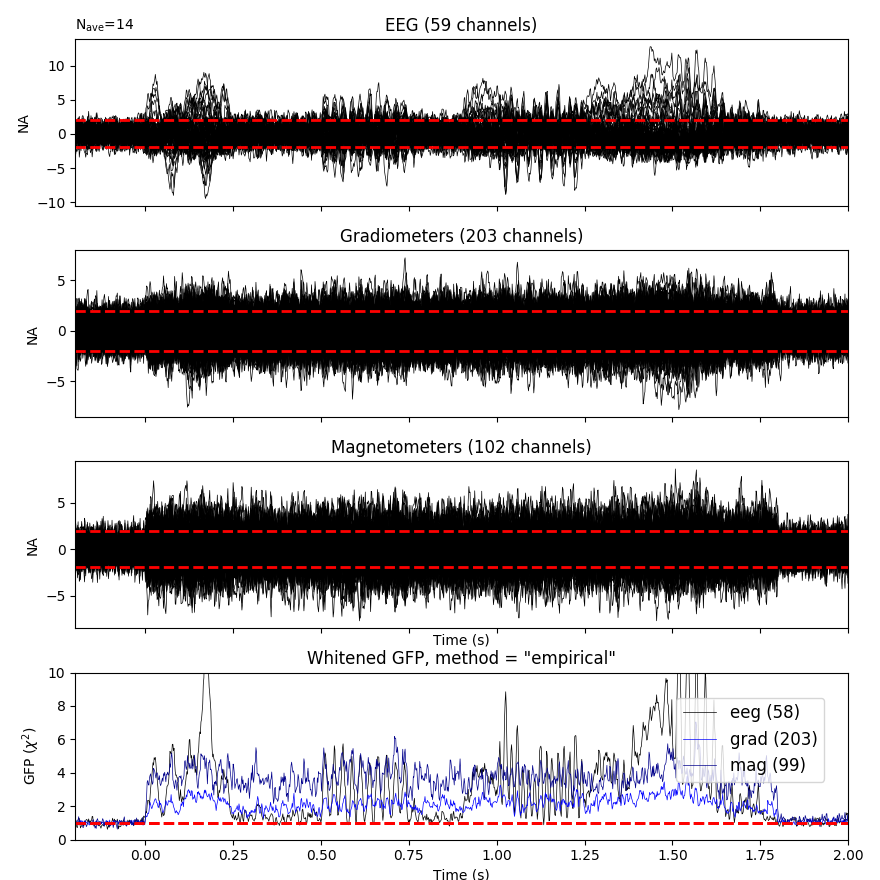 N_ave=14
EEG (59 channels)
10
5
0
−5
−10
NA
Gradiometers (203 channels)
5
0
−5
NA
Magnetometers (102 channels)
5
0
−5
NA
Time (s)
Whitened GFP, method = "empirical"
10
8
6
4
2
0
GFP (χ²)
eeg (58)
grad (203)
mag (99)
0.00 0.25 0.50 0.75 1.00 1.25 1.50 1.75 2.00
Time (s)